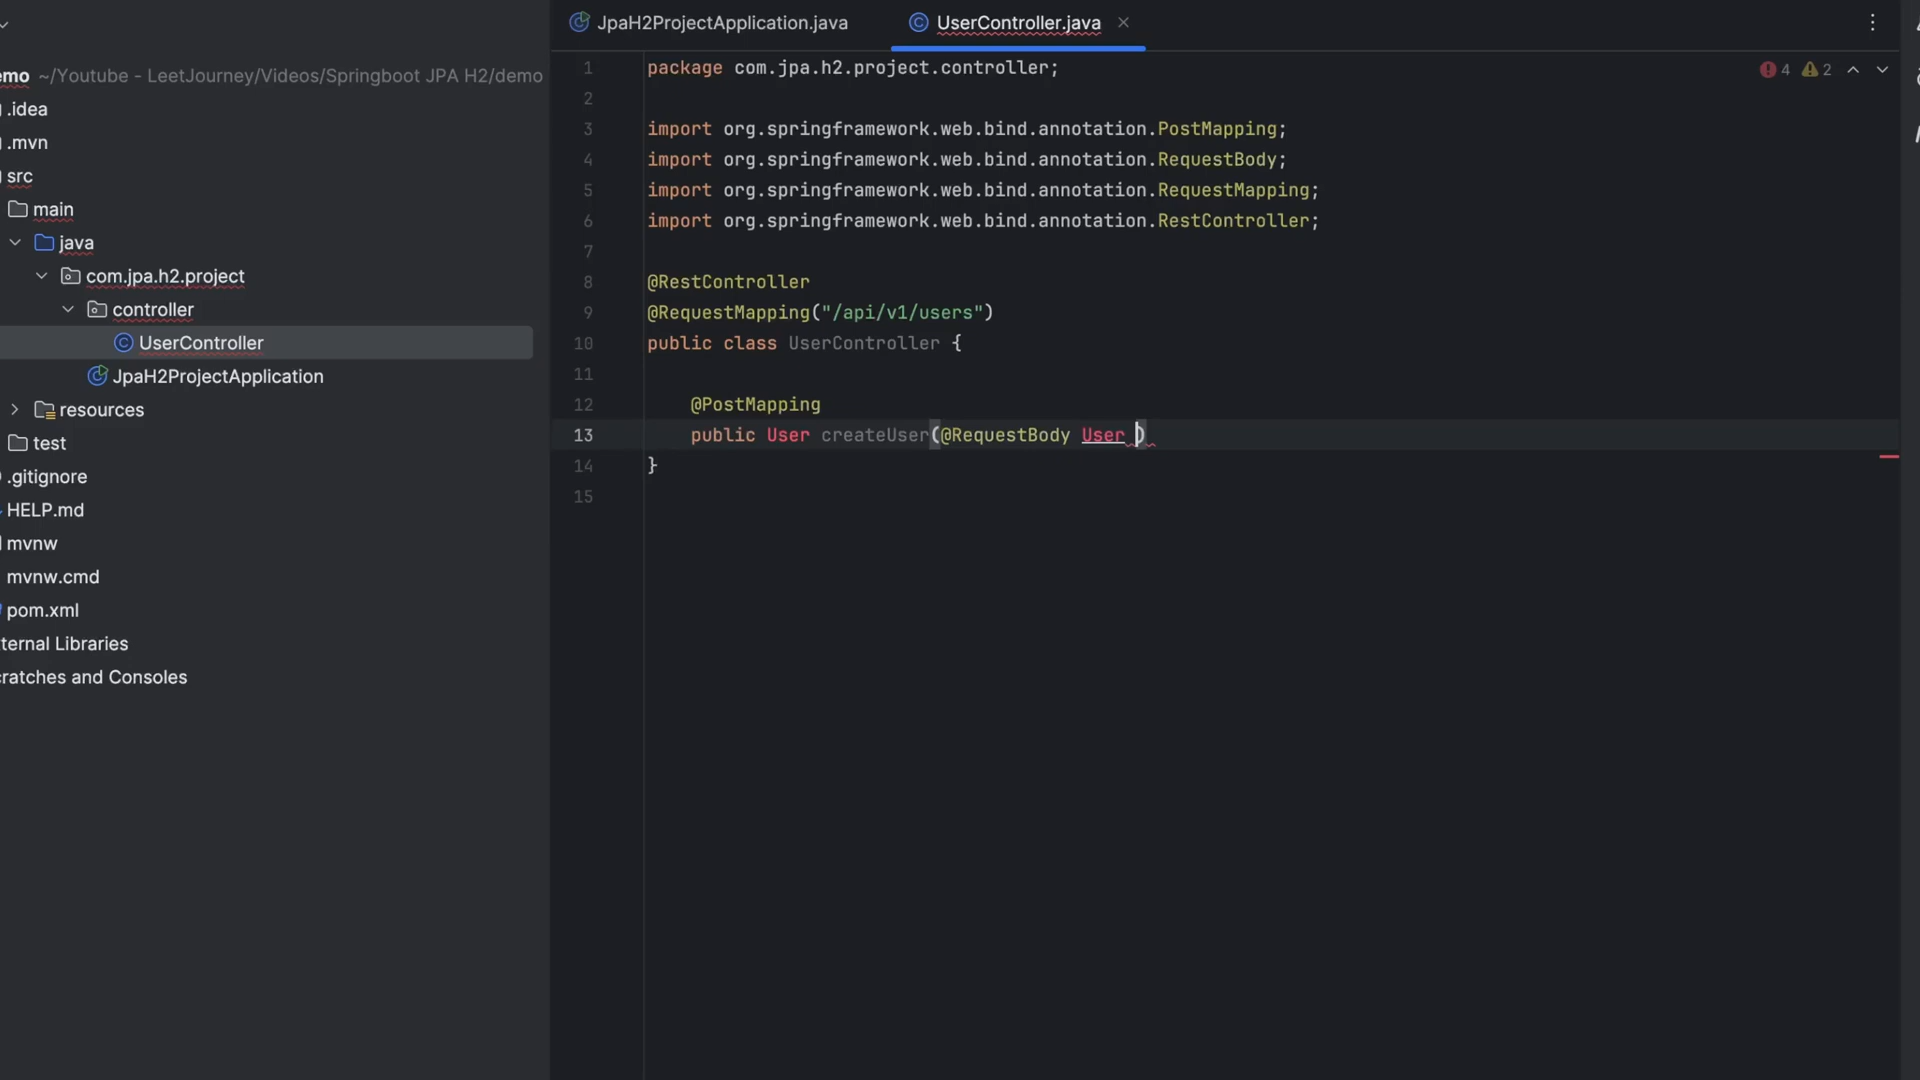 JpaH2ProjectApplication.java
UserController.java
emo ~/Youtube - LeetJourney/Videos/Springboot JPA H2/demo
.idea
.mvn
src
main
java
com.jpa.h2.project
controller
UserController
JpaH2ProjectApplication
resources
test
.gitignore
HELP.md
mvnw
mvnw.cmd
pom.xml
ternal Libraries
cratches and Consoles
4 2
1 package com.jpa.h2.project.controller;
2
3 import org.springframework.web.bind.annotation.PostMapping;
4 import org.springframework.web.bind.annotation.RequestBody;
5 import org.springframework.web.bind.annotation.RequestMapping;
6 import org.springframework.web.bind.annotation.RestController;
7
8 @RestController
9 @RequestMapping("/api/v1/users")
10 public class UserController {
11
12 @PostMapping
13 public User createUser(@RequestBody User )
14 }
15